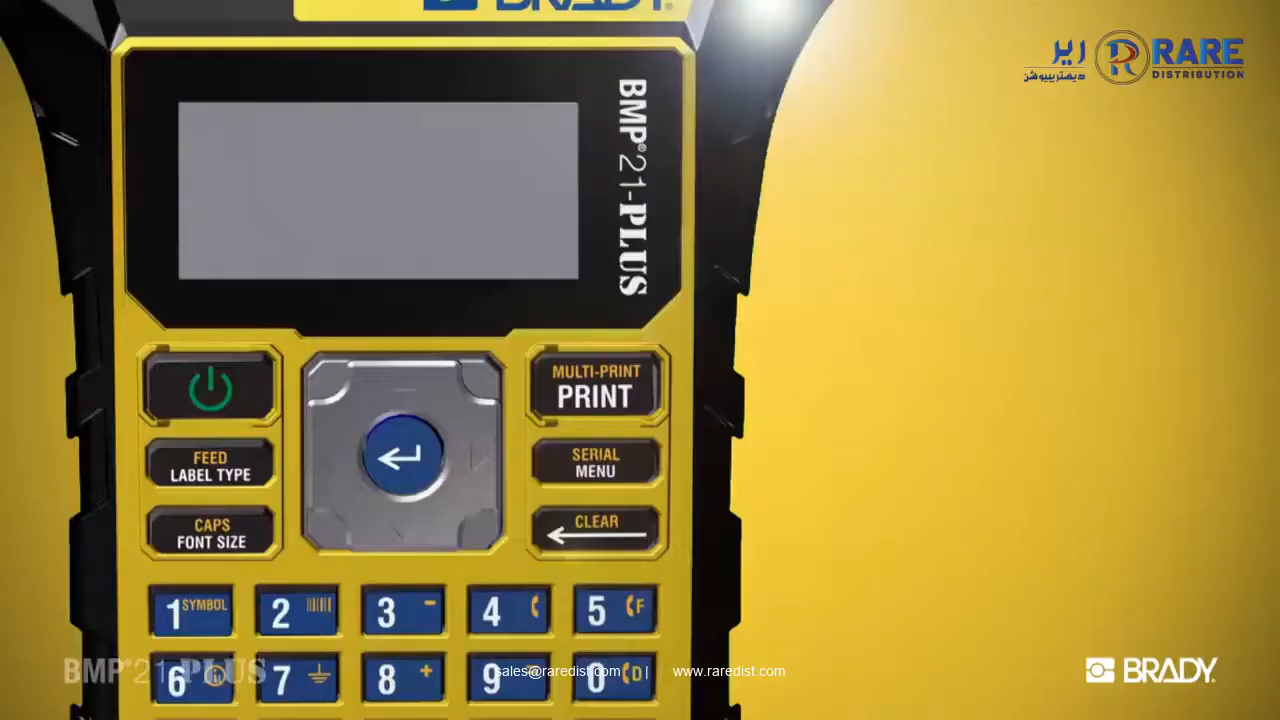 BRADY®
زير
ديستريبيوشن
R
RARE
DISTRIBUTION
BMP®21-PLUS
MULTI-PRINT
PRINT
FEED
LABEL TYPE
SERIAL
MENU
CAPS
FONT SIZE
CLEAR
1 SYMBOL
2
3 -
4
5 F
6
7
8 +
9
0 D
BMP®21-PLUS
sales@raredist.com | www.raredist.com
BRADY.